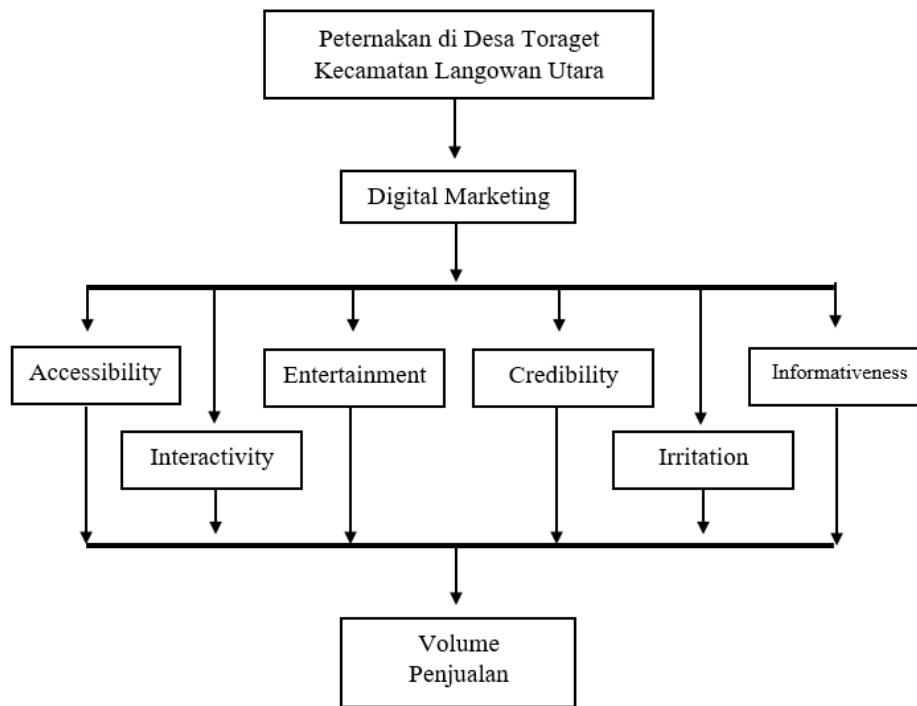 Peternakan di Desa Toraget
Kecamatan Langowan Utara
Digital Marketing
Accessibility
Entertainment
Credibility
Informativeness
Interactivity
Irritation
Volume
Penjualan